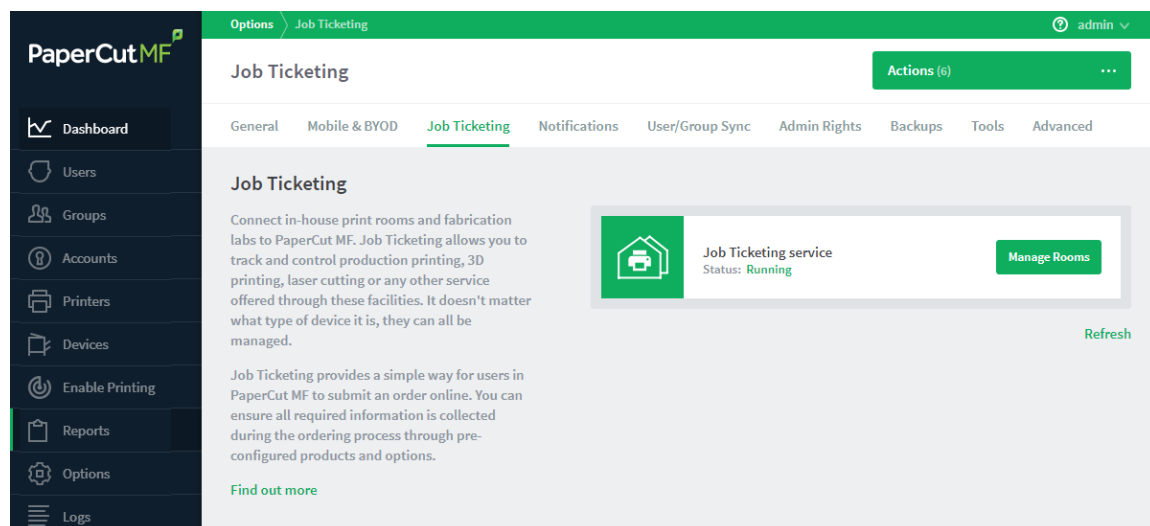 PaperCut MF
Options
Job Ticketing
admin
Job Ticketing
Actions (6)
...
Dashboard
Users
Groups
Accounts
Printers
Devices
Enable Printing
Reports
Options
Logs
General
Mobile & BYOD
Job Ticketing
Notifications
User/Group Sync
Admin Rights
Backups
Tools
Advanced
Job Ticketing
Connect in-house print rooms and fabrication
labs to PaperCut MF. Job Ticketing allows you to
track and control production printing, 3D
printing, laser cutting or any other service
offered through these facilities. It doesn't matter
what type of device it is, they can all be
managed.
Job Ticketing provides a simple way for users in
PaperCut MF to submit an order online. You can
ensure all required information is collected
during the ordering process through pre-
configured products and options.
Find out more
Job Ticketing service
Status: Running
Manage Rooms
Refresh